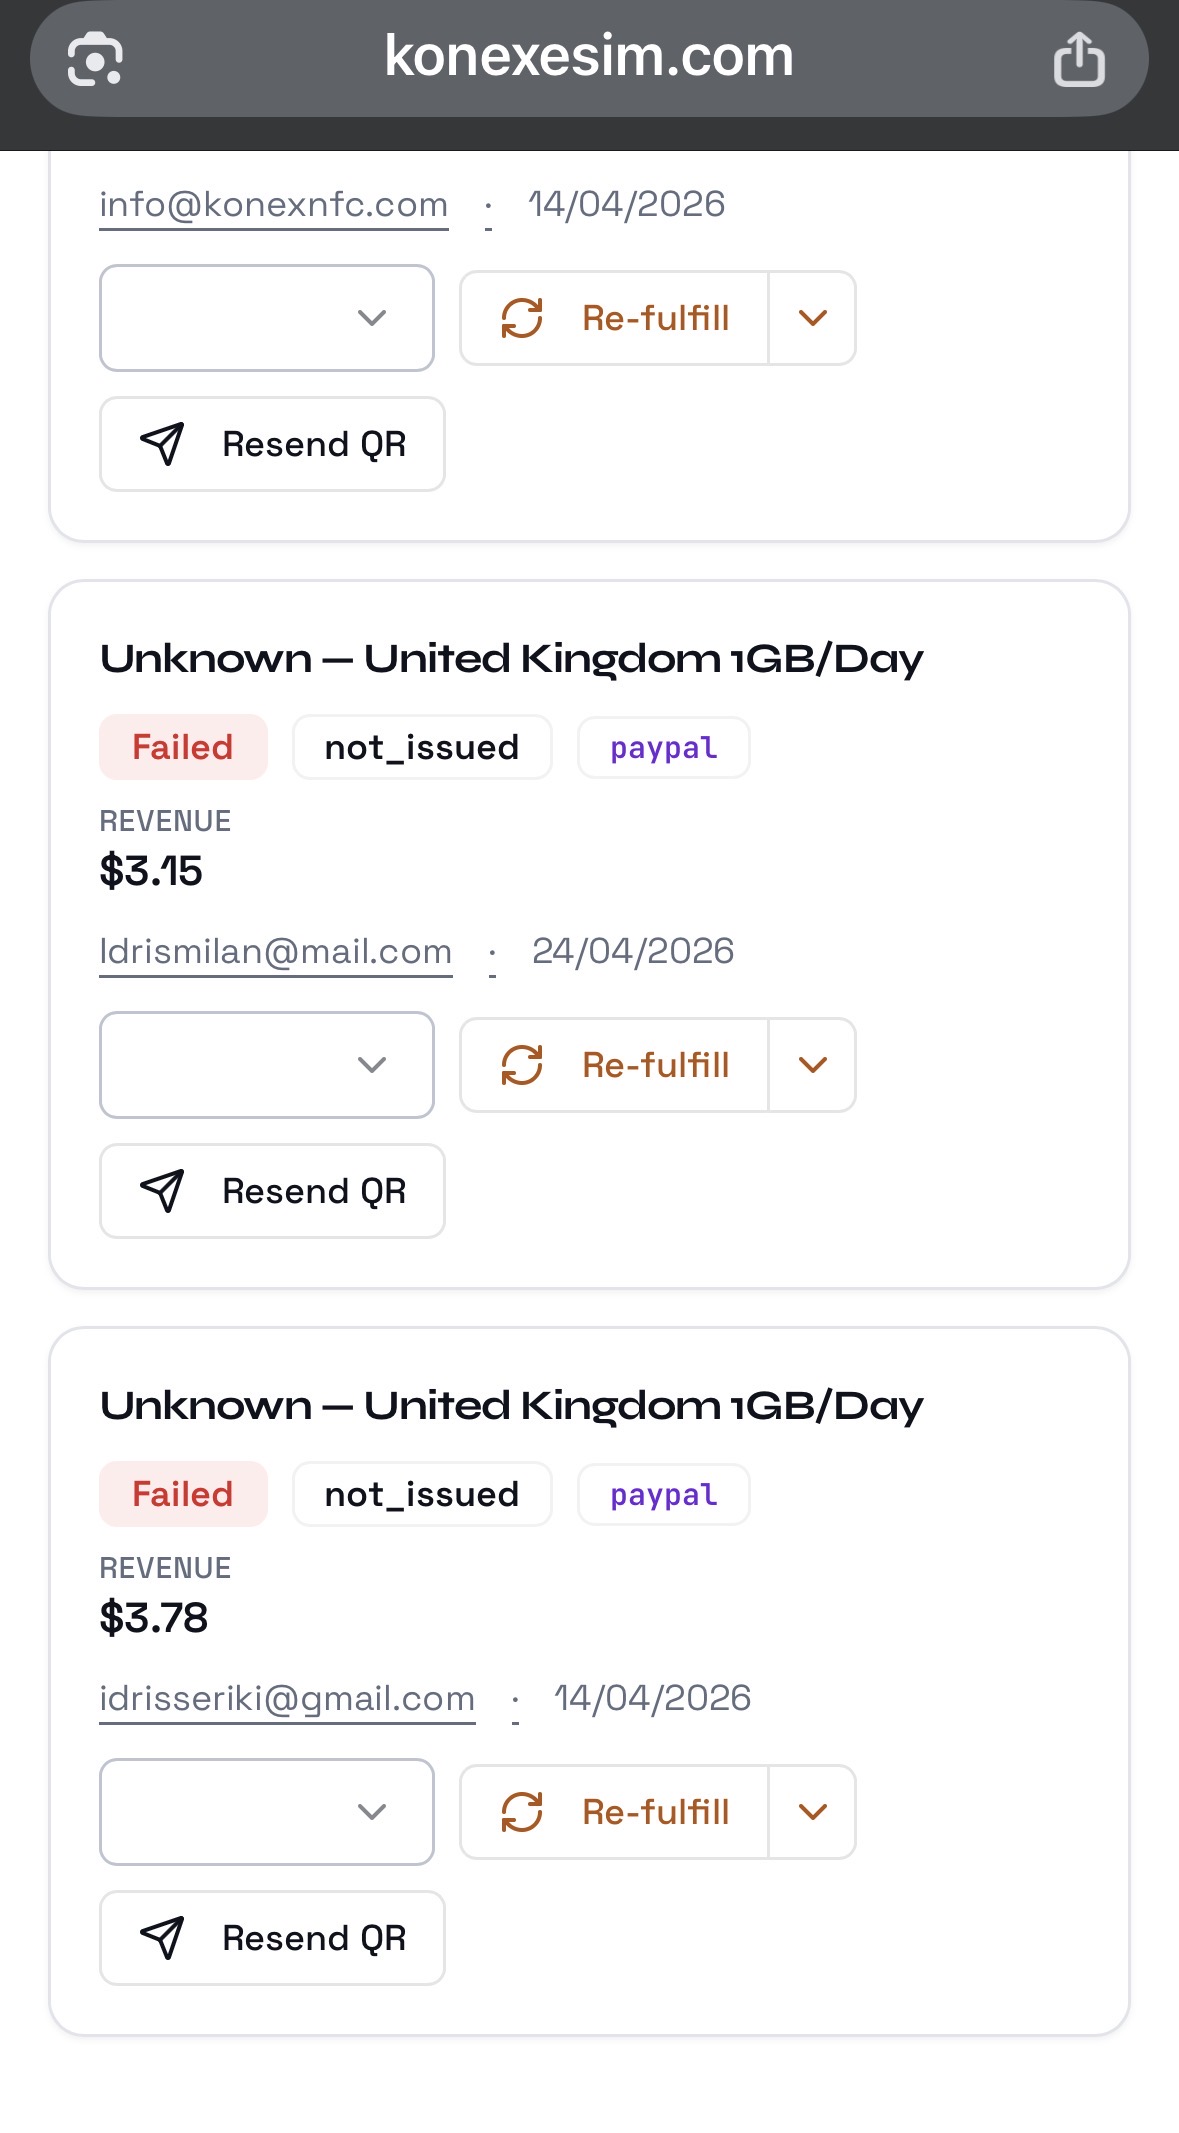 konexesim.com
info@konexnfc.com · 14/04/2026
Re-fulfill
Resend QR
Unknown — United Kingdom 1GB/Day
Failed not_issued paypal
REVENUE
$3.15
Idrismilan@mail.com · 24/04/2026
Re-fulfill
Resend QR
Unknown — United Kingdom 1GB/Day
Failed not_issued paypal
REVENUE
$3.78
idrisseriki@gmail.com · 14/04/2026
Re-fulfill
Resend QR